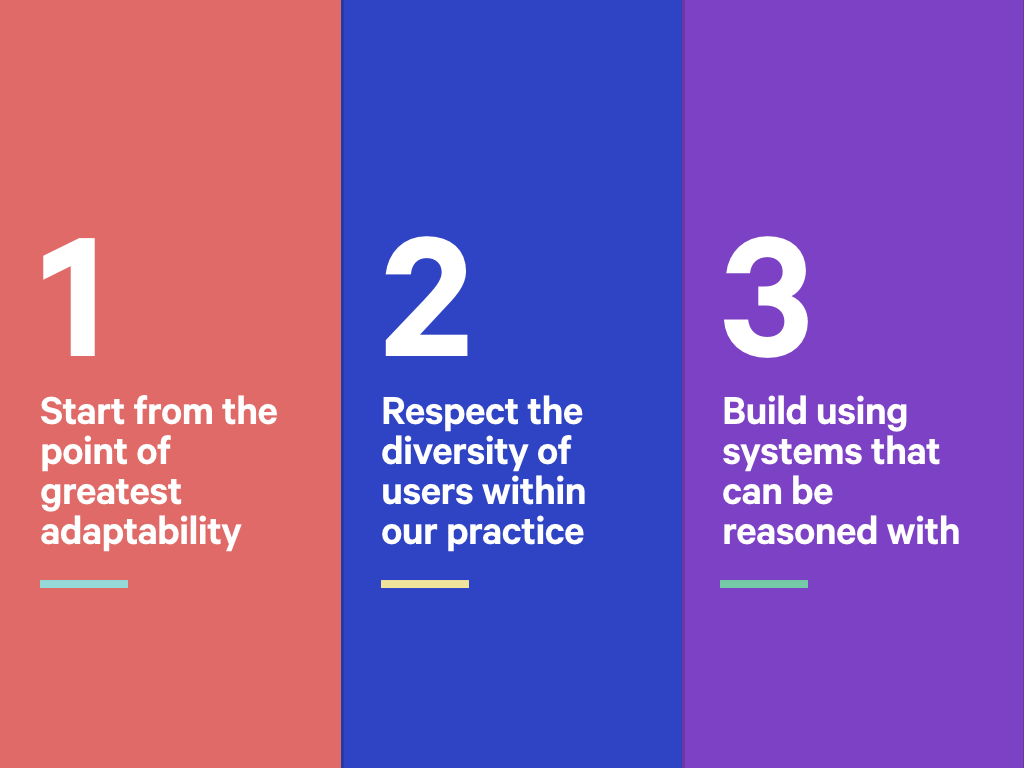 1
Start from the
point of
greatest
adaptability
2
Respect the
diversity of
users within
our practice
3
Build using
systems that
can be
reasoned with